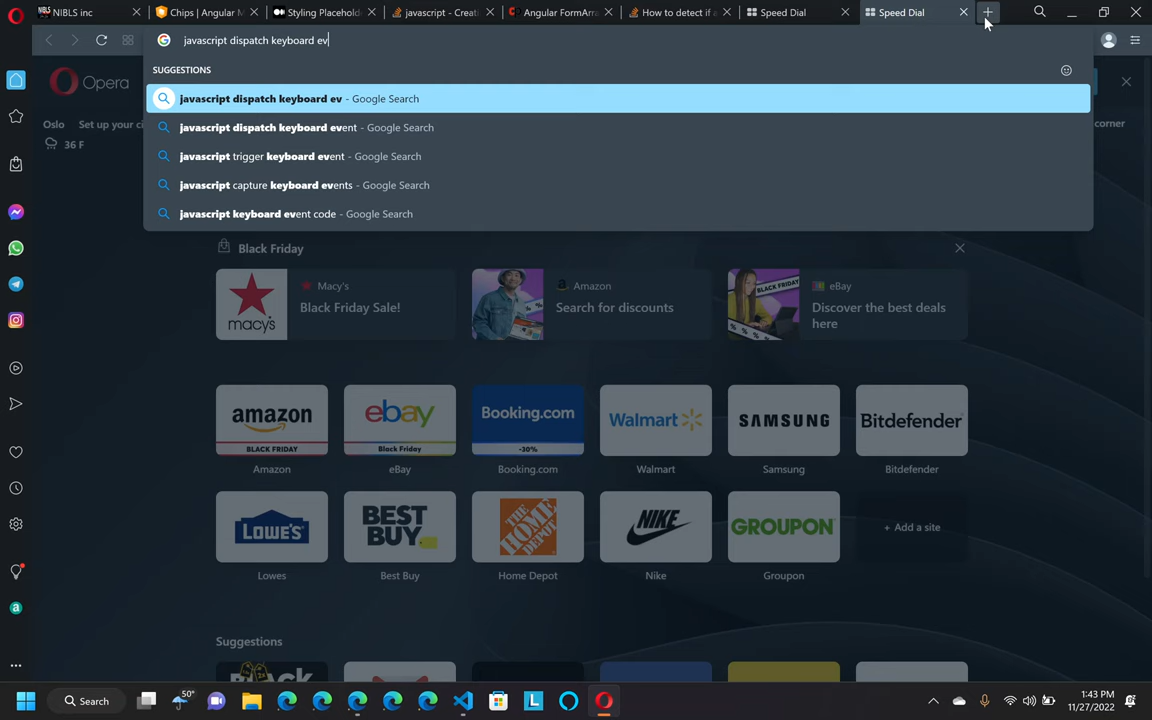 NIBLS inc
Chips | Angular M
Styling Placehold
javascript - Creati
Angular FormArra
How to detect if a
Speed Dial
Speed Dial
javascript dispatch keyboard ev
SUGGESTIONS
javascript dispatch keyboard ev - Google Search
javascript dispatch keyboard event - Google Search
javascript trigger keyboard event - Google Search
javascript capture keyboard events - Google Search
javascript keyboard event code - Google Search
Opera
Oslo Set up your ci
corner
36 F
Black Friday
Macy's
Black Friday Sale!
macys
Amazon
Search for discounts
eBay
Discover the best deals
here
amazon
BLACK FRIDAY
Amazon
ebay
Black Friday
eBay
Booking.com
-30%
Booking.com
Walmart
Walmart
SAMSUNG
Samsung
Bitdefender
Bitdefender
LOWE'S
Lowes
BEST
BUY
Best Buy
THE
HOME
DEPOT
Home Depot
NIKE
Nike
GROUPON
Groupon
+ Add a site
Suggestions
50°
Search
1:43 PM
11/27/2022